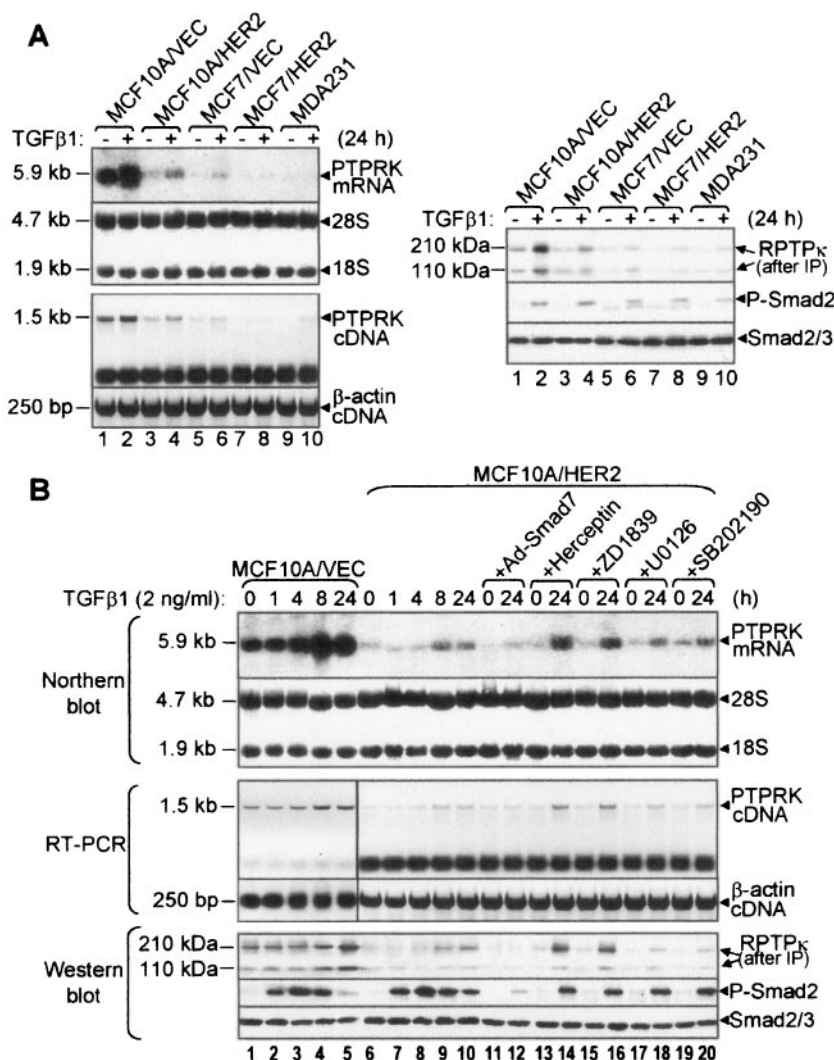 A
MCF10A/VEC
MCF10A/HER2
MCF7/VEC
MCF7/HER2
MDA231
TGFβ1: - + - + - + - + - + (24 h)
5.9 kb
PTPRK
mRNA
4.7 kb
28S
1.9 kb
18S
1.5 kb
PTPRK
cDNA
250 bp
β-actin
cDNA
1 2 3 4 5 6 7 8 9 10
MCF10A/VEC
MCF10A/HER2
MCF7/VEC
MCF7/HER2
MDA231
TGFβ1: - + - + - + - + - + (24 h)
210 kDa
RPTPκ
110 kDa
(after IP)
P-Smad2
Smad2/3
1 2 3 4 5 6 7 8 9 10
B
MCF10A/HER2
+Ad-Smad7
+Herceptin
+ZD1839
+U0126
+SB202190
MCF10A/VEC
TGFβ1 (2 ng/ml): 0 1 4 8 24 0 1 4 8 24 0 24 0 24 0 24 0 24 0 24 (h)
Northern
blot
5.9 kb
PTPRK
mRNA
4.7 kb
28S
1.9 kb
18S
RT-PCR
1.5 kb
PTPRK
cDNA
250 bp
β-actin
cDNA
Western
blot
210 kDa
RPTPκ
110 kDa
(after IP)
P-Smad2
Smad2/3
1 2 3 4 5 6 7 8 9 10 11 12 13 14 15 16 17 18 19 20